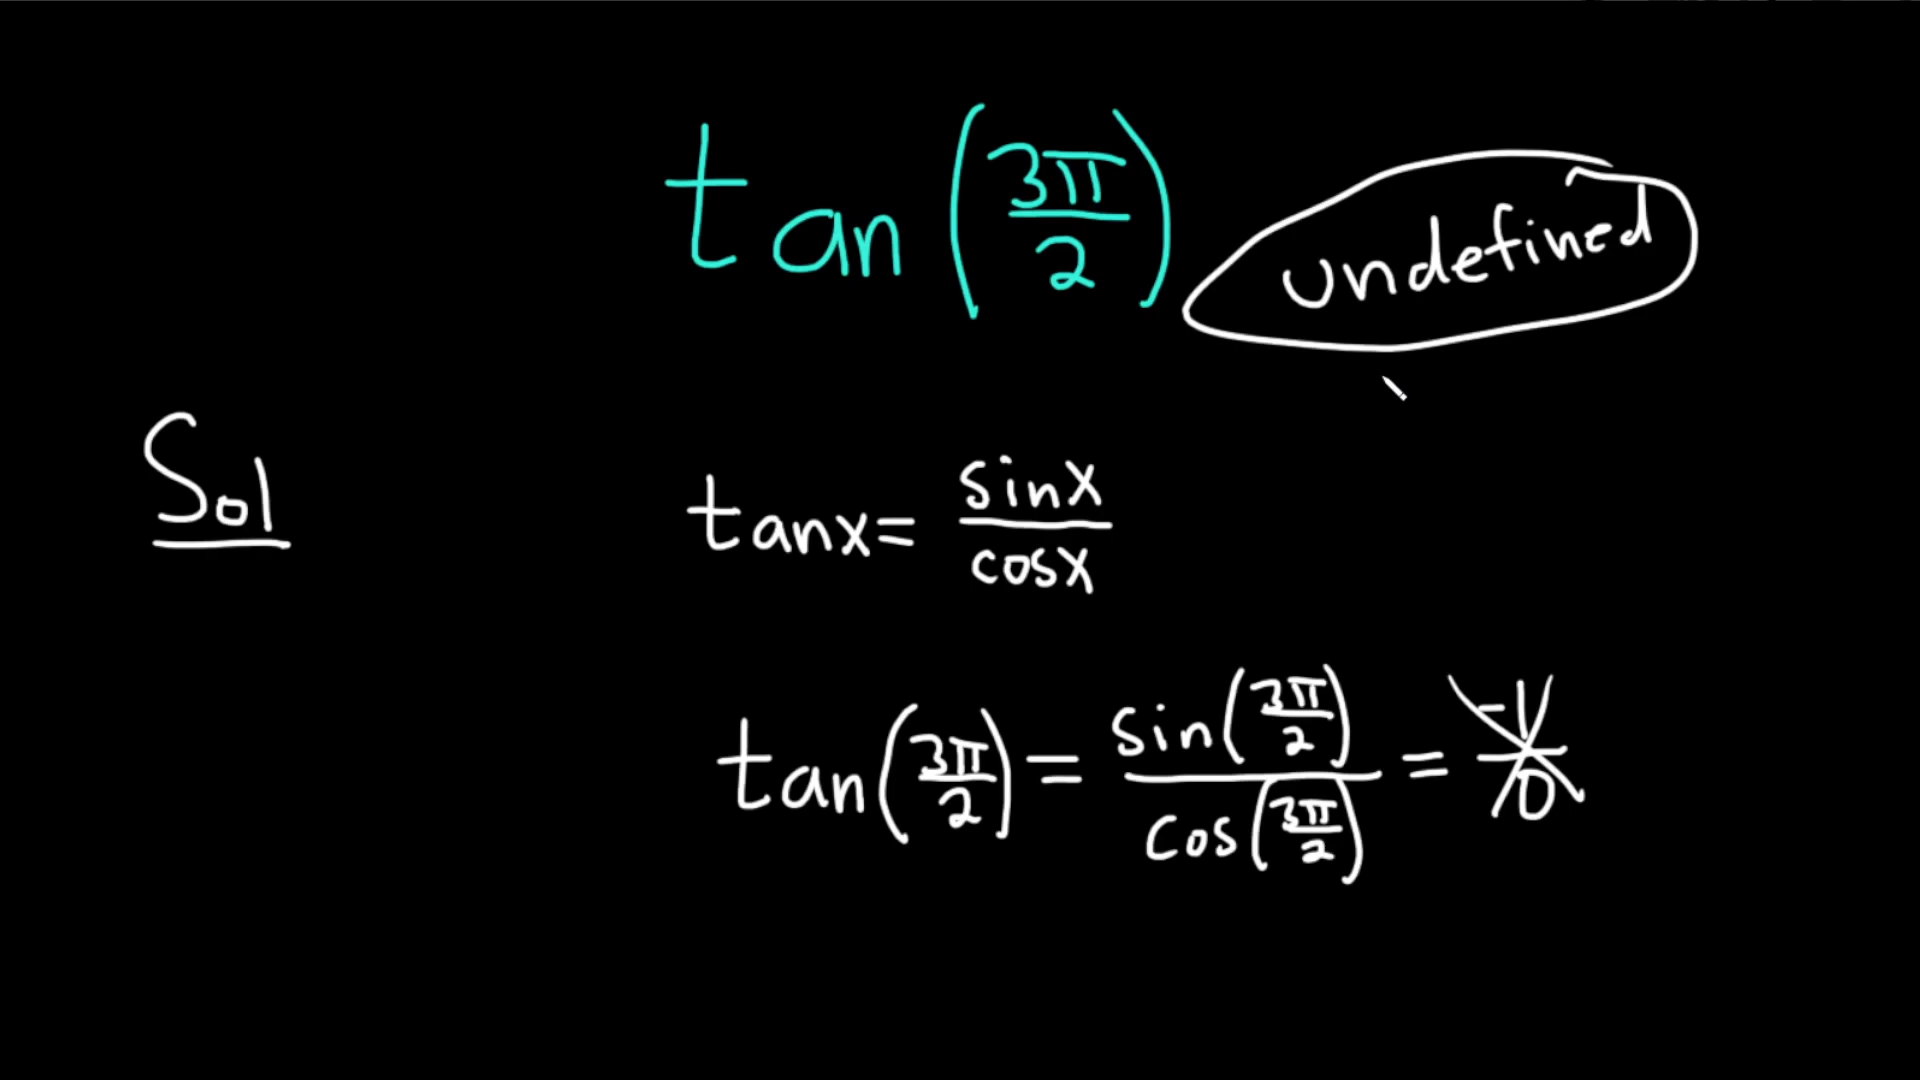 tan(3π/2) undefined
Sol
tanx = sinx/cosx
tan(3π/2) = sin(3π/2)/cos(3π/2) = -1/0